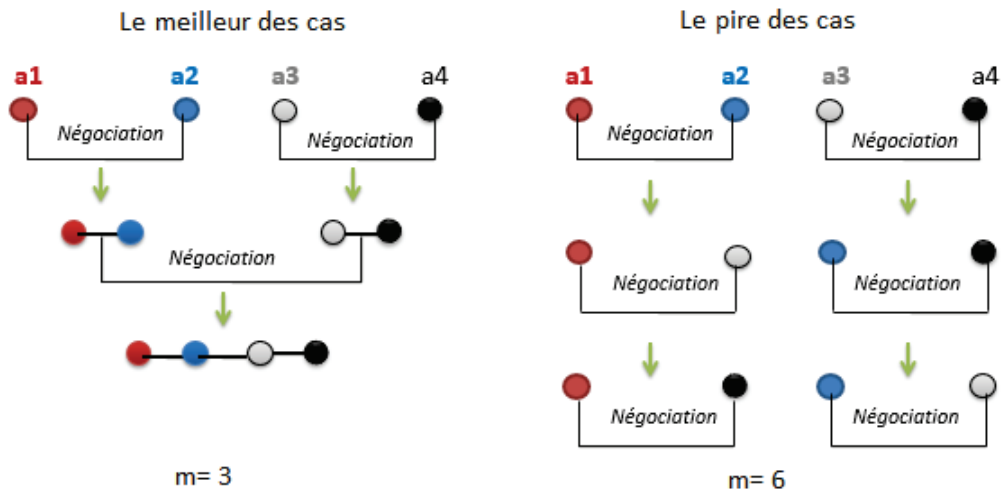 Le meilleur des cas
a1 a2 a3 a4
Négociation Négociation
Négociation
m= 3
Le pire des cas
a1 a2 a3 a4
Négociation Négociation
Négociation Négociation
Négociation Négociation
m= 6